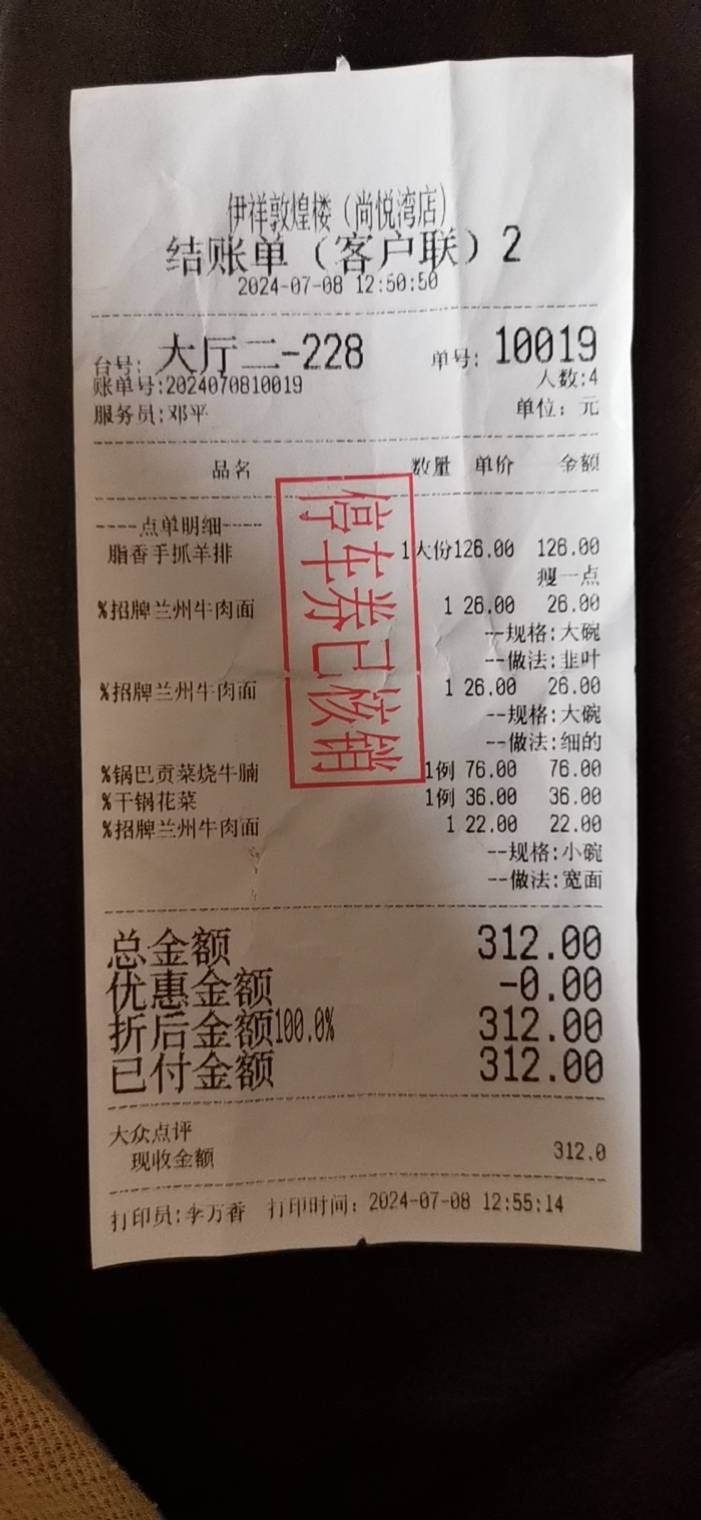 伊祥敦煌楼（尚悦湾店）
结账单（客户联）2
2024-07-08 12:50:50
台号: 大厅二-228 单号: 10019
账单号:2024070810019 人数:4
服务员:邓平 单位: 元
品名 数量 单价 金额
----点单明细-----
脂香手抓羊排 1大份126.00 126.00
瘦一点
%招牌兰州牛肉面 1 26.00 26.00
--规格:大碗
--做法:韭叶
%招牌兰州牛肉面 1 26.00 26.00
--规格:大碗
--做法:细的
%锅巴贡菜烧牛腩 1例 76.00 76.00
%干锅花菜 1例 36.00 36.00
%招牌兰州牛肉面 1 22.00 22.00
--规格:小碗
--做法:宽面
停车券已核销
总金额 312.00
优惠金额 -0.00
折后金额100.0% 312.00
已付金额 312.00
大众点评
现收金额 312.0
打印员:李万香 打印时间: 2024-07-08 12:55:14